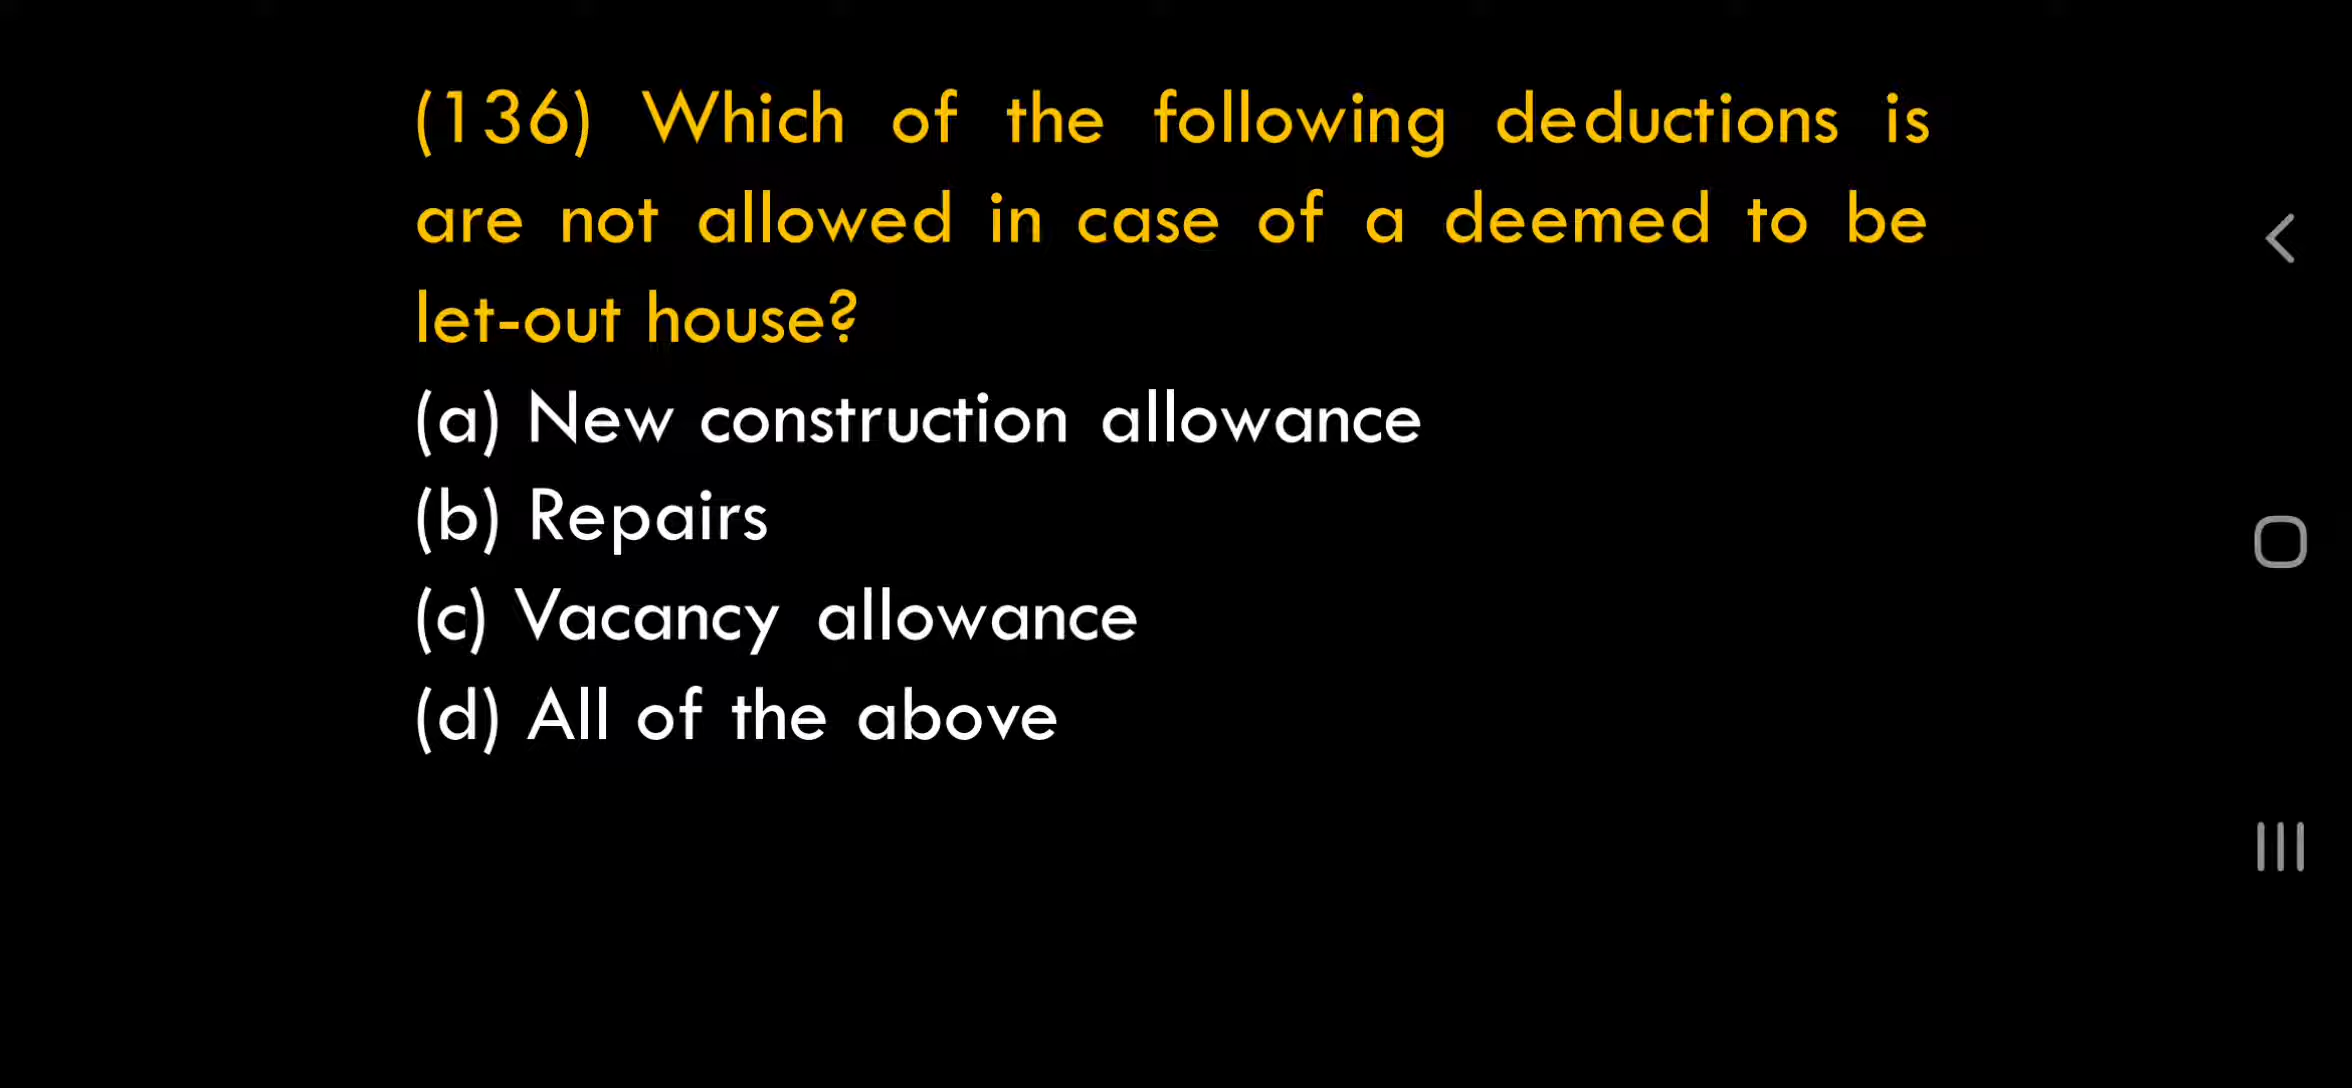 (136) Which of the following deductions is
are not allowed in case of a deemed to be
let-out house?
(a) New construction allowance
(b) Repairs
(c) Vacancy allowance
(d) All of the above